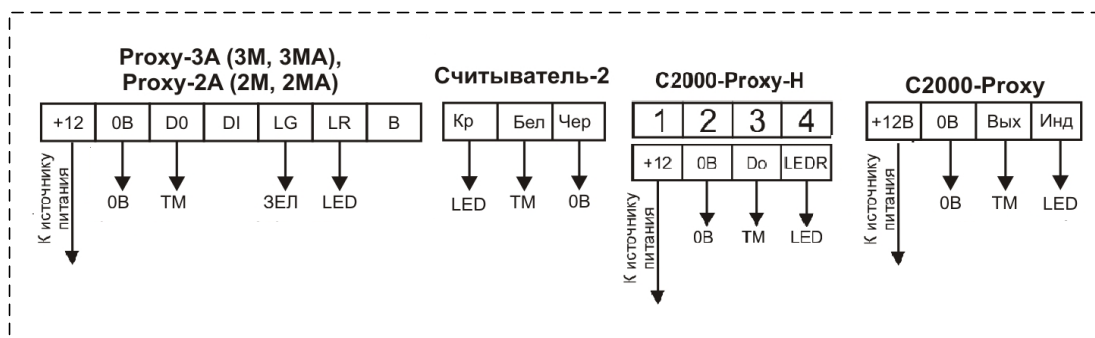 Proxy-3A (3M, 3MA),
Proxy-2A (2M, 2MA)
+12 0В D0 DI LG LR B
К источнику
питания
0В ТМ ЗЕЛ LED
Считыватель-2
Кр Бел Чер
LED ТМ 0В
С2000-Proxy-H
1 2 3 4
+12 0В Do LEDR
К источнику
питания
0В ТМ LED
С2000-Proxy
+12В 0В Вых Инд
К источнику
питания
0В ТМ LED